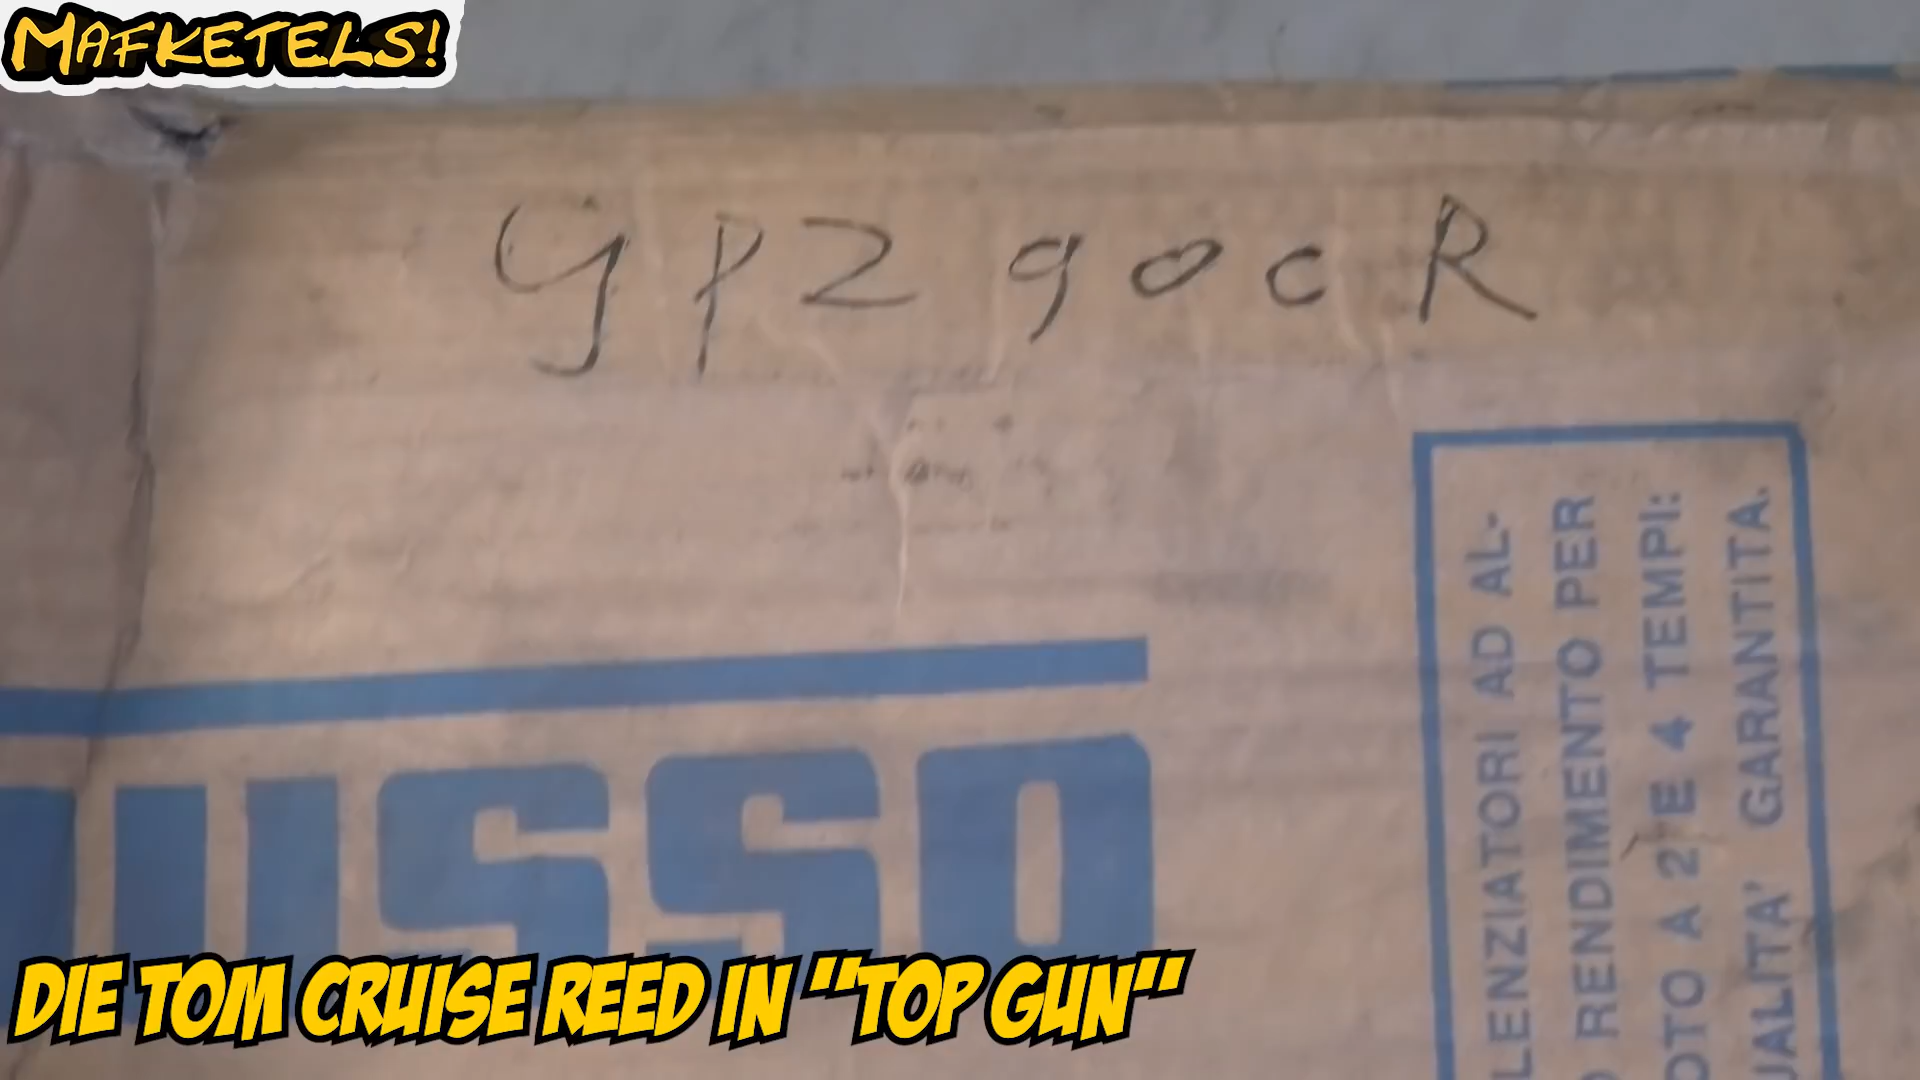 MAFKETELS!
GPZ 900R
USSO
LENZIATORI AD AL-
O RENDIMENTO PER
OTO A 2 E 4 TEMPI:
UALITA' GARANTITA.
DIE TOM CRUISE REED IN "TOP GUN"